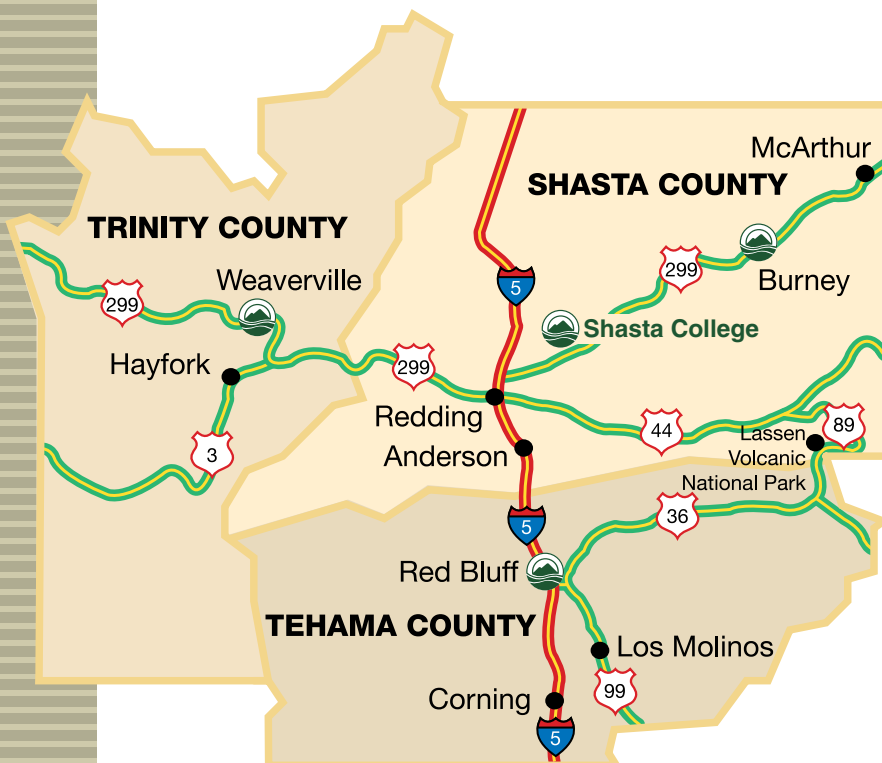 McArthur
SHASTA COUNTY
TRINITY COUNTY
299
Weaverville
Burney
5
299
Shasta College
Hayfork
299
Redding
89
44
Lassen
Volcanic
National Park
3
Anderson
36
5
Red Bluff
TEHAMA COUNTY
Los Molinos
99
Corning
5